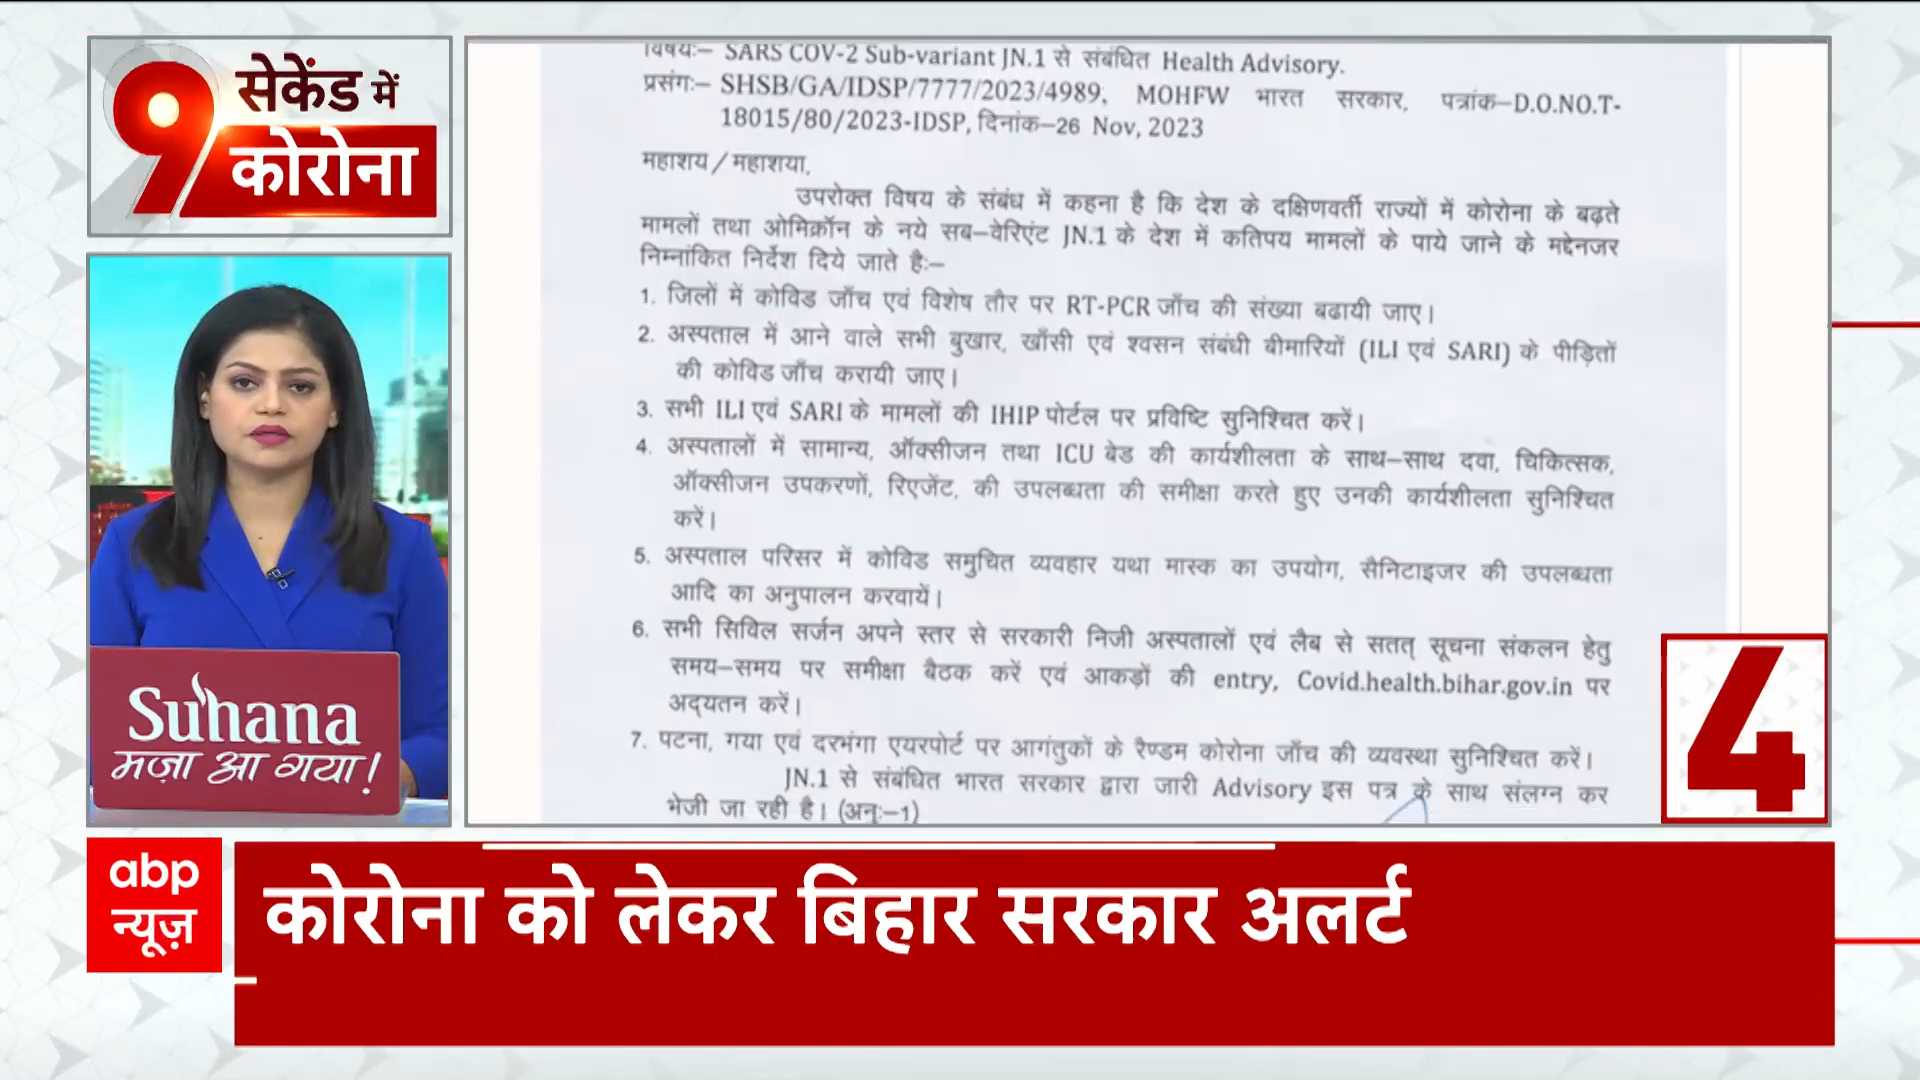 9 सेकेंड में
कोरोना
विषयः– SARS COV-2 Sub-variant JN.1 से संबंधित Health Advisory.
प्रसंगः– SHSB/GA/IDSP/7777/2023/4989, MOHFW भारत सरकार, पत्रांक–D.O.NO.T-
18015/80/2023-IDSP, दिनांक–26 Nov, 2023
महाशय/महाशया,
उपरोक्त विषय के संबंध में कहना है कि देश के दक्षिणवर्ती राज्यों में कोरोना के बढ़ते
मामलों तथा ओमिक्रॉन के नये सब–वेरिएंट JN.1 के देश में कतिपय मामलों के पाये जाने के मद्देनजर
निम्नांकित निर्देश दिये जाते हैः–
1. जिलों में कोविड जाँच एवं विशेष तौर पर RT-PCR जाँच की संख्या बढायी जाए।
2. अस्पताल में आने वाले सभी बुखार, खाँसी एवं श्वसन संबंधी बीमारियों (ILI एवं SARI) के पीड़ितों
की कोविड जाँच करायी जाए।
3. सभी ILI एवं SARI के मामलों की IHIP पोर्टल पर प्रविष्टि सुनिश्चित करें।
4. अस्पतालों में सामान्य, ऑक्सीजन तथा ICU बेड की कार्यशीलता के साथ–साथ दवा, चिकित्सक,
ऑक्सीजन उपकरणों, रिएजेंट, की उपलब्धता की समीक्षा करते हुए उनकी कार्यशीलता सुनिश्चित
करें।
5. अस्पताल परिसर में कोविड समुचित व्यवहार यथा मास्क का उपयोग, सैनिटाइजर की उपलब्धता
आदि का अनुपालन करवायें।
6. सभी सिविल सर्जन अपने स्तर से सरकारी निजी अस्पतालों एवं लैब से सतत् सूचना संकलन हेतु
समय–समय पर समीक्षा बैठक करें एवं आकड़ों की entry, Covid.health.bihar.gov.in पर
अद्यतन करें।
7. पटना, गया एवं दरभंगा एयरपोर्ट पर आगंतुकों के रैण्डम कोरोना जाँच की व्यवस्था सुनिश्चित करें।
JN.1 से संबंधित भारत सरकार द्वारा जारी Advisory इस पत्र के साथ संलग्न कर
भेजी जा रही है। (अनुः–1)
Suhana
मज़ा आ गया!
4
abp
न्यूज़
कोरोना को लेकर बिहार सरकार अलर्ट